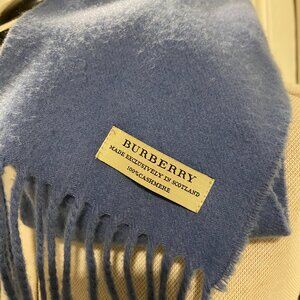 BURBERRY
MADE EXCLUSIVELY IN SCOTLAND
100% CASHMERE